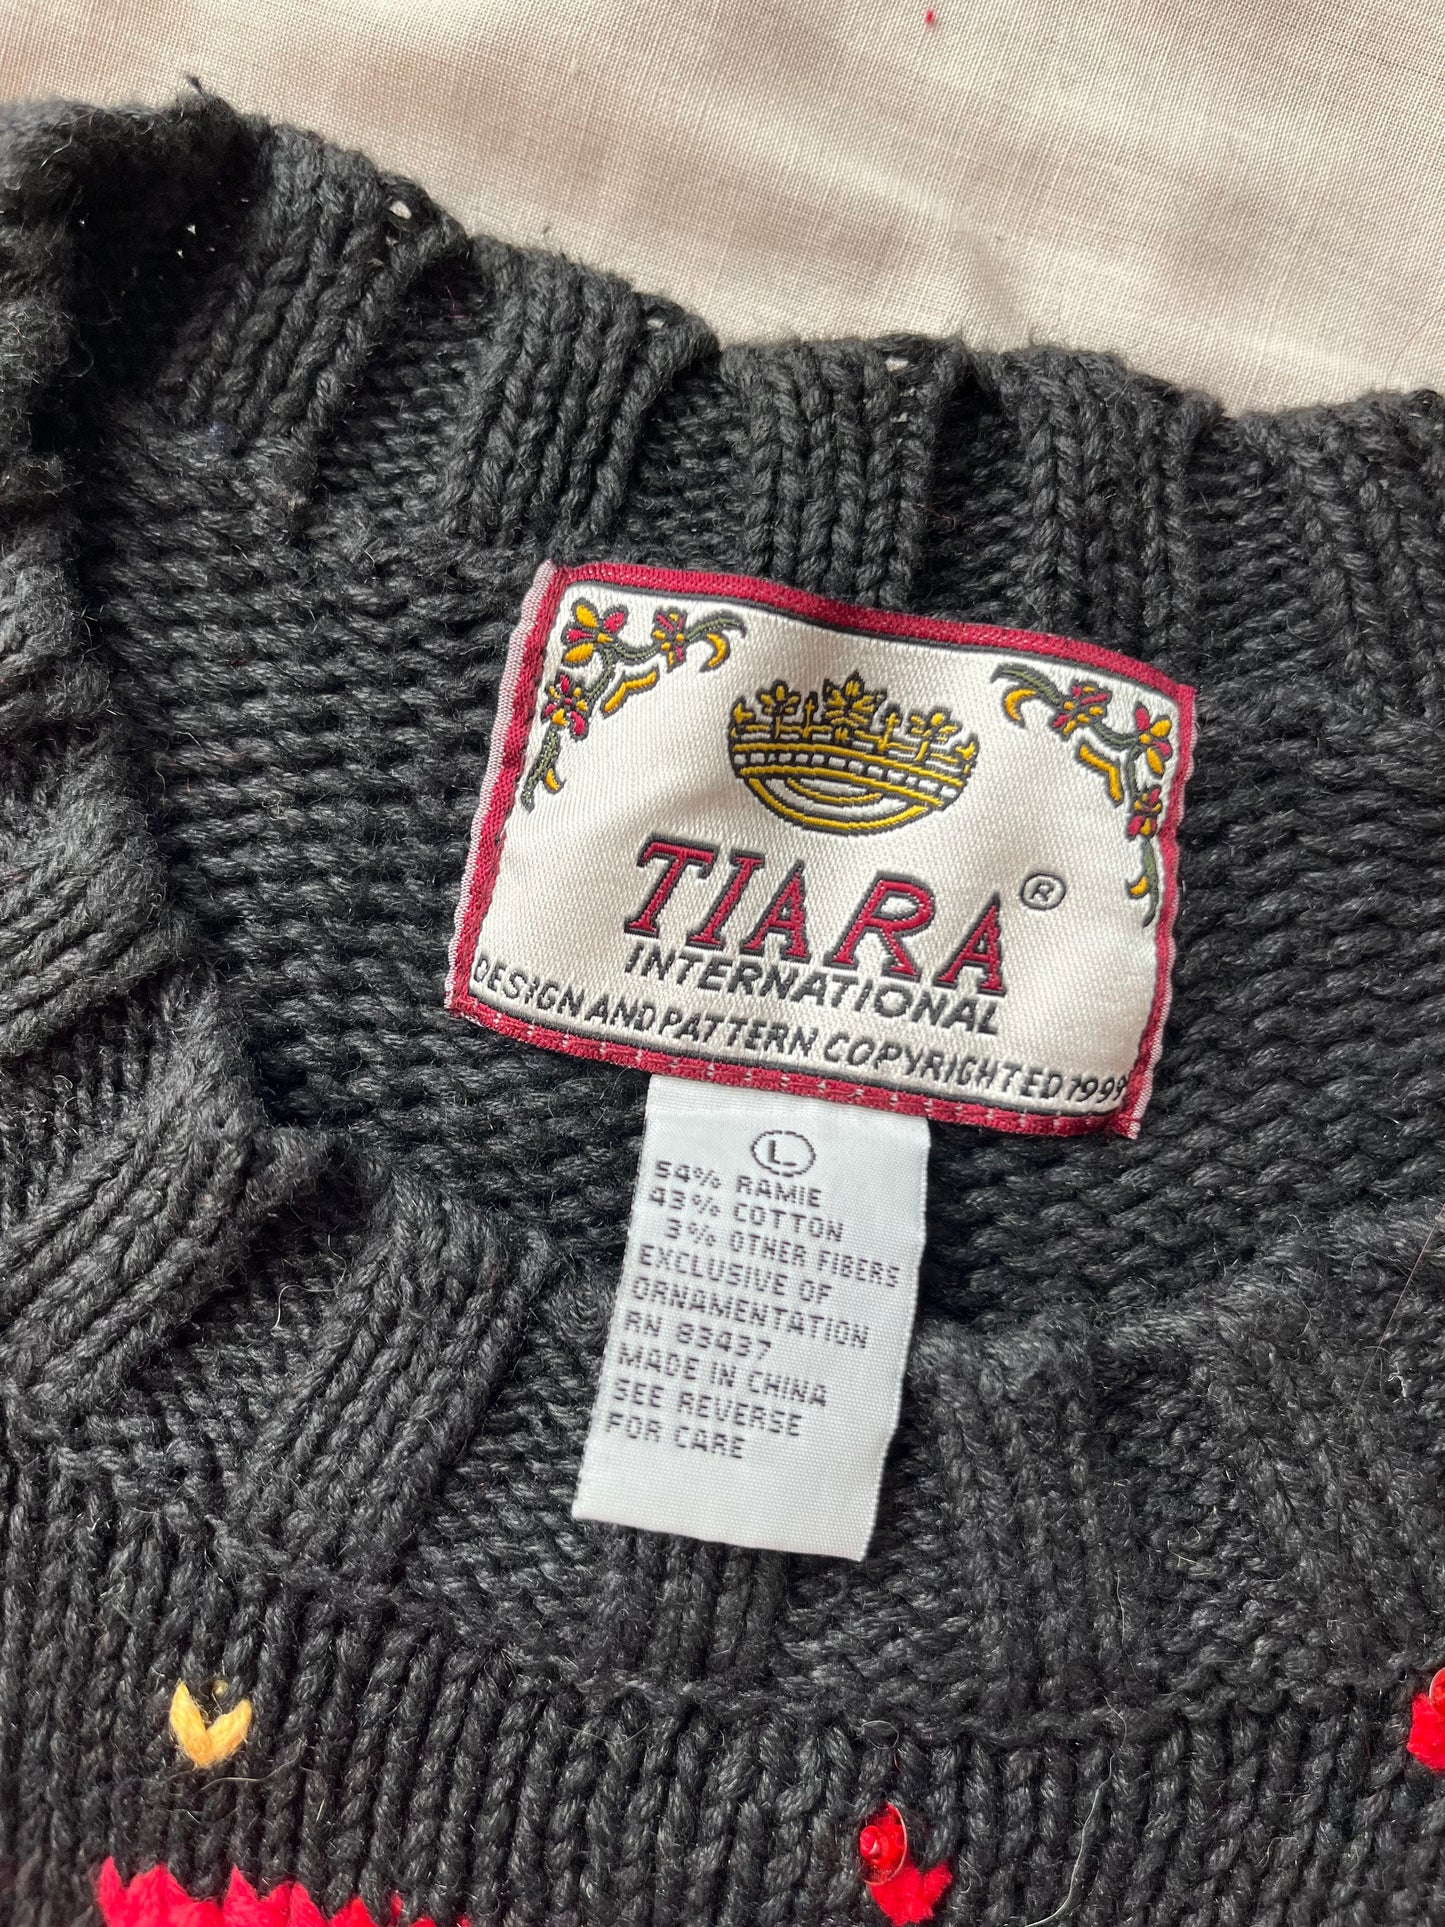 TIARA ®
INTERNATIONAL
DESIGN AND PATTERN COPYRIGHTED 1999
L
54% RAMIE
43% COTTON
3% OTHER FIBERS
EXCLUSIVE OF
ORNAMENTATION
RN 83437
MADE IN CHINA
SEE REVERSE
FOR CARE